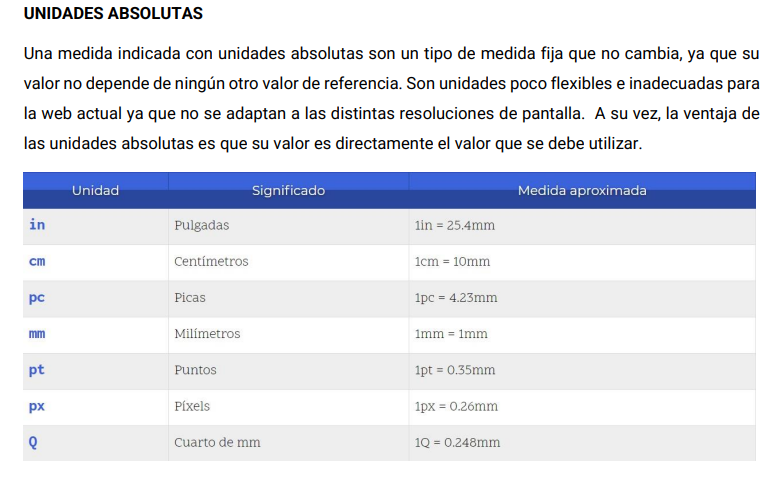 UNIDADES ABSOLUTAS
Una medida indicada con unidades absolutas son un tipo de medida fija que no cambia, ya que su
valor no depende de ningún otro valor de referencia. Son unidades poco flexibles e inadecuadas para
la web actual ya que no se adaptan a las distintas resoluciones de pantalla. A su vez, la ventaja de
las unidades absolutas es que su valor es directamente el valor que se debe utilizar.
Unidad Significado Medida aproximada
in Pulgadas 1in = 25.4mm
cm Centímetros 1cm = 10mm
pc Picas 1pc = 4.23mm
mm Milímetros 1mm = 1mm
pt Puntos 1pt = 0.35mm
px Píxels 1px = 0.26mm
Q Cuarto de mm 1Q = 0.248mm